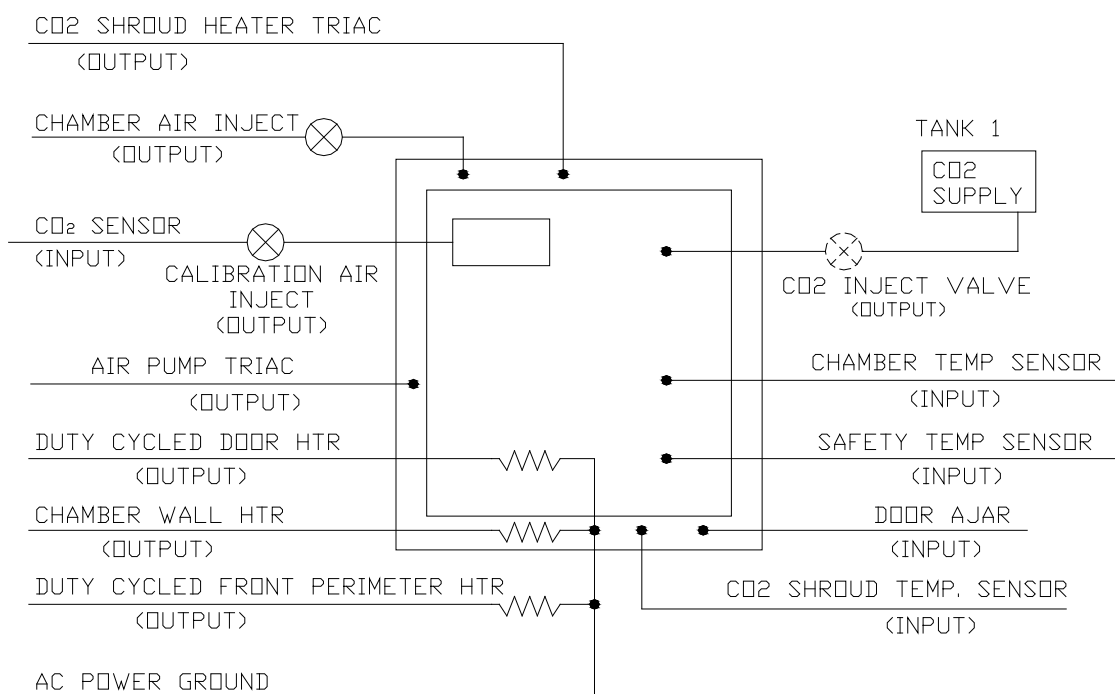 CO2 SHROUD HEATER TRIAC
(OUTPUT)
CHAMBER AIR INJECT
(OUTPUT)
TANK 1
CO2
SUPPLY
CO₂ SENSOR
(INPUT)
CALIBRATION AIR
INJECT
(OUTPUT)
CO2 INJECT VALVE
(OUTPUT)
AIR PUMP TRIAC
(OUTPUT)
CHAMBER TEMP SENSOR
(INPUT)
DUTY CYCLED DOOR HTR
(OUTPUT)
SAFETY TEMP SENSOR
(INPUT)
CHAMBER WALL HTR
(OUTPUT)
DOOR AJAR
(INPUT)
DUTY CYCLED FRONT PERIMETER HTR
(OUTPUT)
CO2 SHROUD TEMP. SENSOR
(INPUT)
AC POWER GROUND